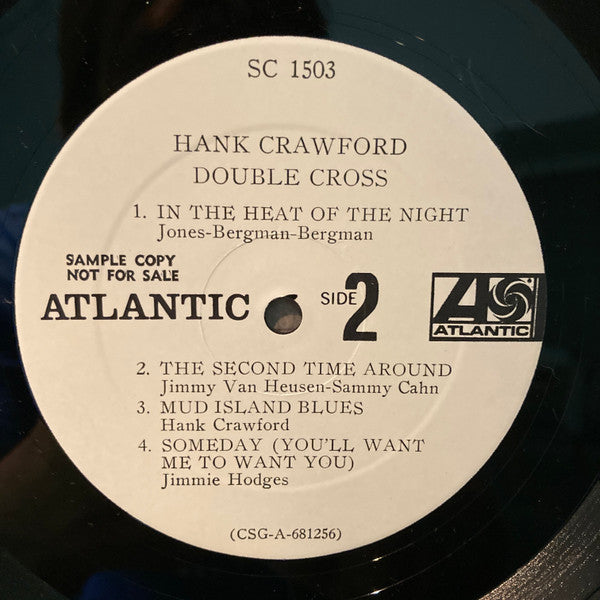 SC 1503
HANK CRAWFORD
DOUBLE CROSS
1. IN THE HEAT OF THE NIGHT
Jones-Bergman-Bergman
SAMPLE COPY
NOT FOR SALE
ATLANTIC
SIDE 2
ATLANTIC
2. THE SECOND TIME AROUND
Jimmy Van Heusen-Sammy Cahn
3. MUD ISLAND BLUES
Hank Crawford
4. SOMEDAY (YOU'LL WANT
ME TO WANT YOU)
Jimmie Hodges
(CSG-A-681256)